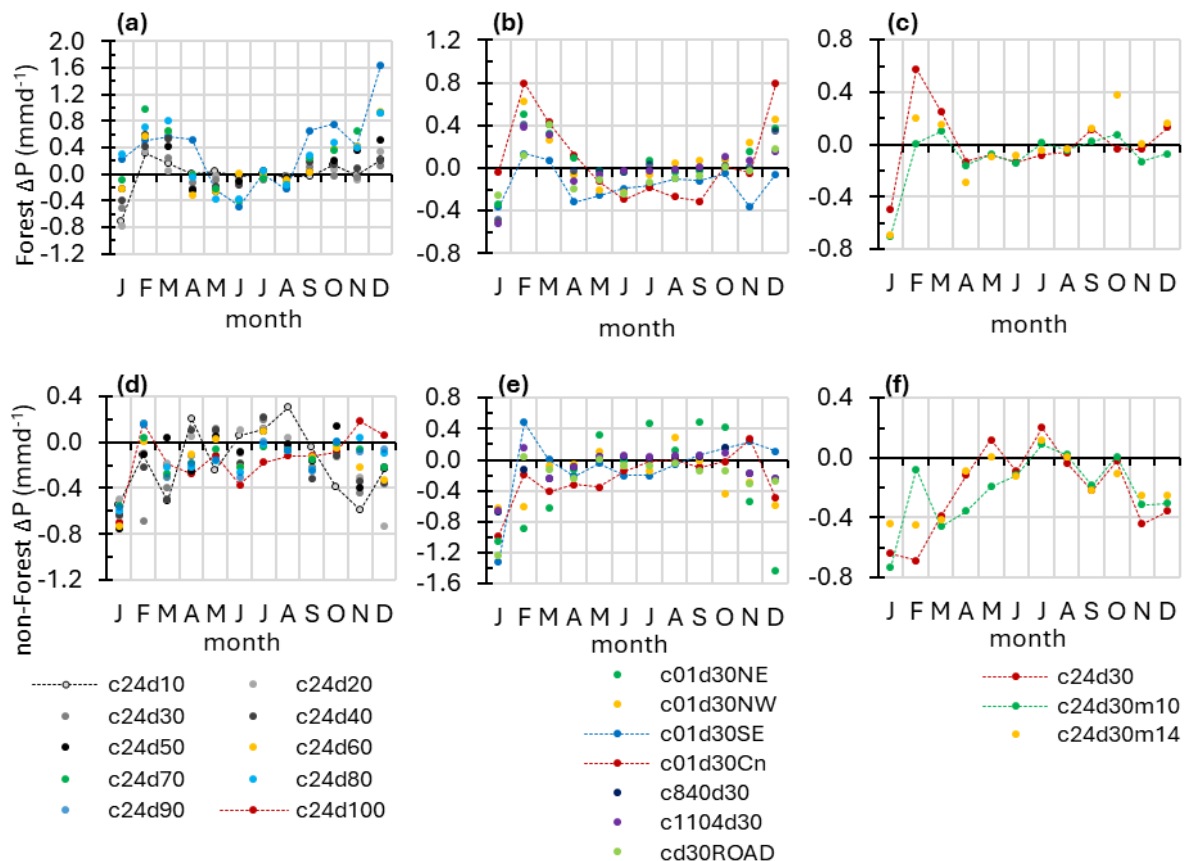 (a) (b) (c)
Forest ΔP (mmd⁻¹)
2.0
1.6
1.2
0.8
0.4
0.0
-0.4
-0.8
-1.2
J F M A M J J A S O N D
month
1.2
0.8
0.4
0.0
-0.4
-0.8
J F M A M J J A S O N D
month
0.8
0.4
0.0
-0.4
-0.8
J F M A M J J A S O N D
month
(d) (e) (f)
non-Forest ΔP (mmd⁻¹)
0.4
0.0
-0.4
-0.8
-1.2
J F M A M J J A S O N D
month
0.8
0.4
0.0
-0.4
-0.8
-1.2
-1.6
J F M A M J J A S O N D
month
0.4
0.0
-0.4
-0.8
J F M A M J J A S O N D
month
c24d10 c24d20
c24d30 c24d40
c24d50 c24d60
c24d70 c24d80
c24d90 c24d100
c01d30NE
c01d30NW
c01d30SE
c01d30Cn
c840d30
c1104d30
cd30ROAD
c24d30
c24d30m10
c24d30m14